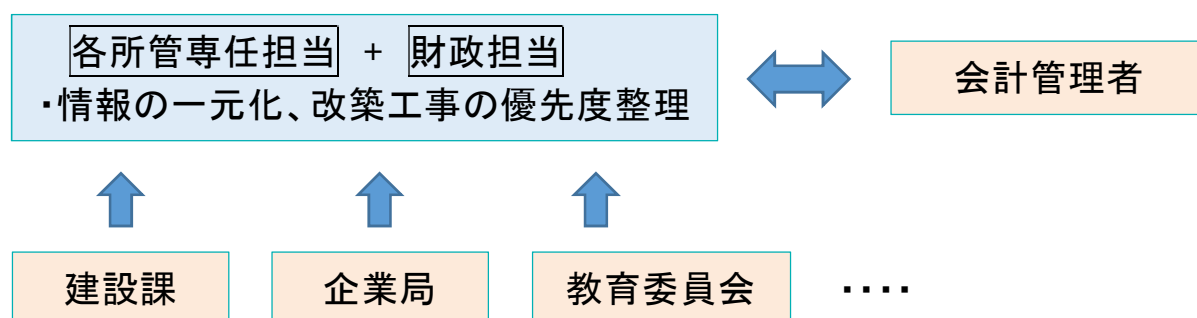 各所管専任担当 + 財政担当
・情報の一元化、改築工事の優先度整理
会計管理者
建設課
企業局
教育委員会
‥‥